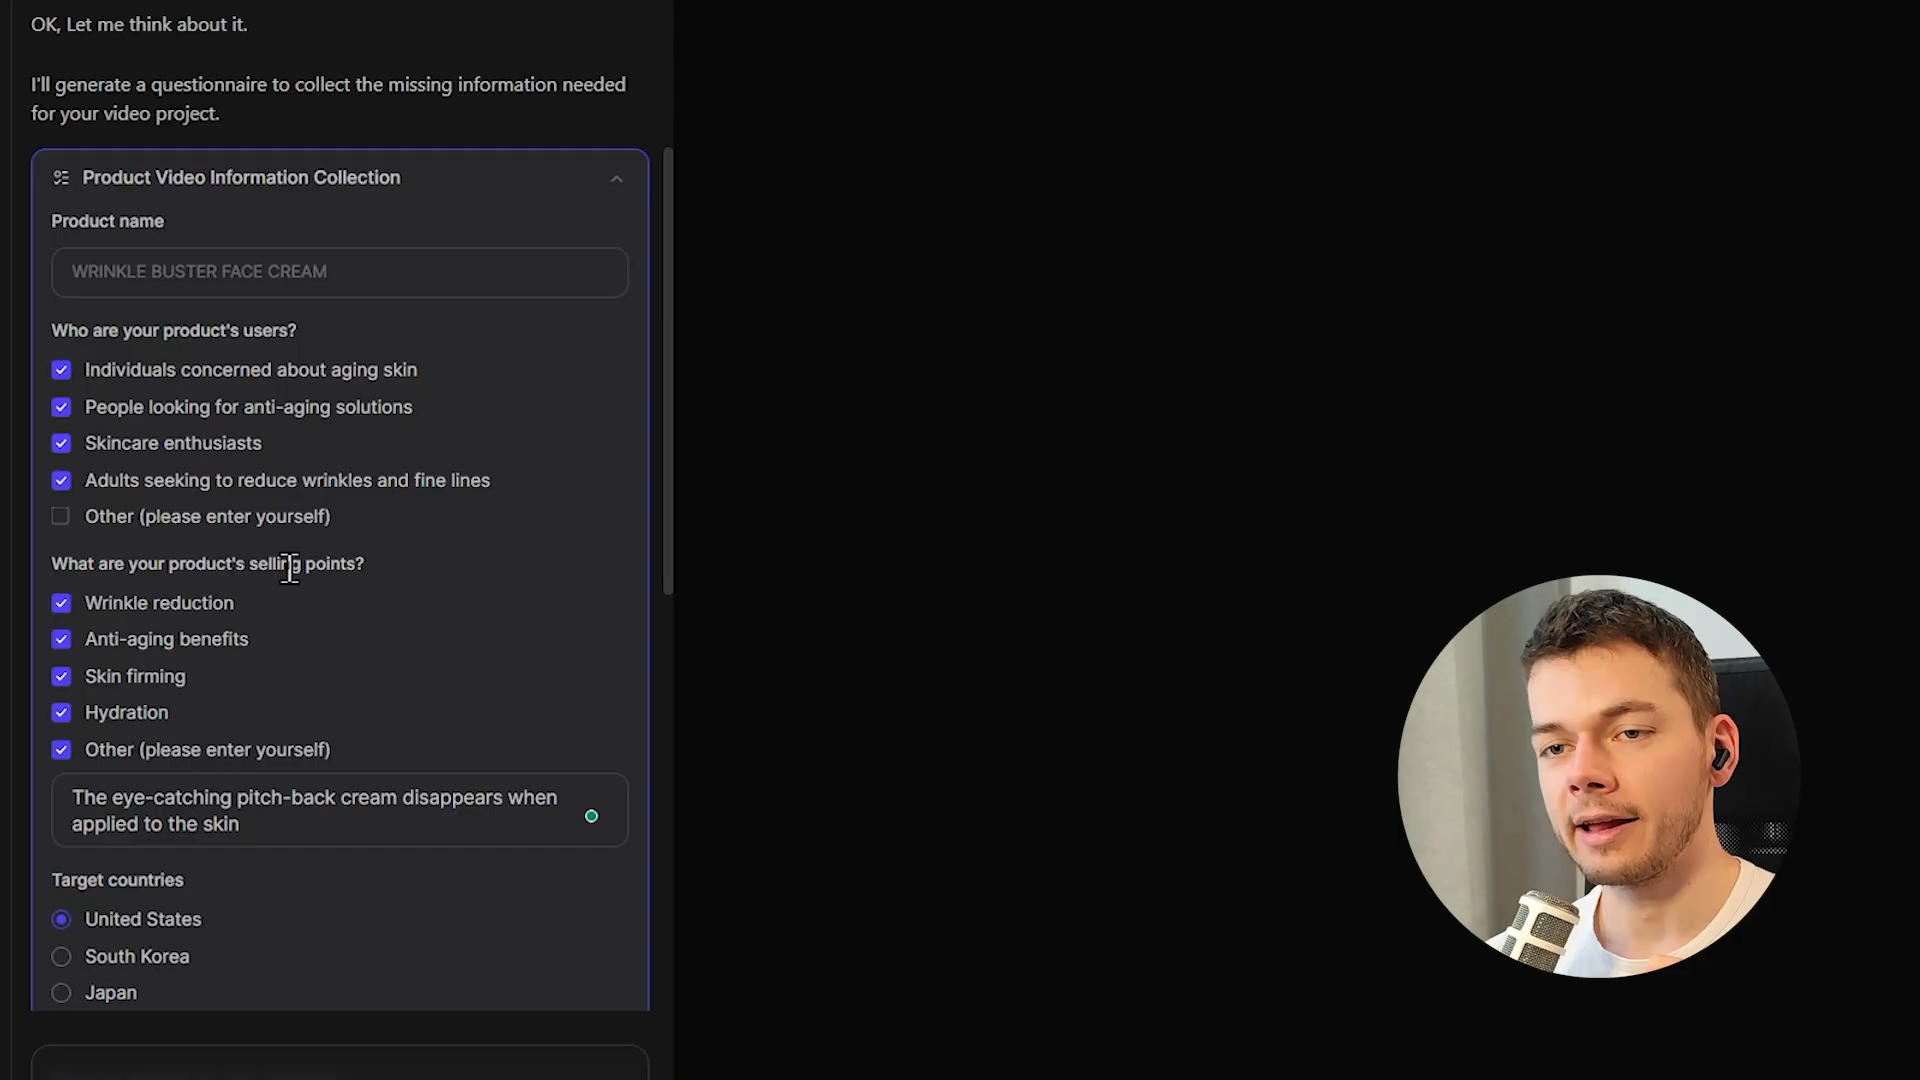 OK, Let me think about it.
I'll generate a questionnaire to collect the missing information needed
for your video project.
Product Video Information Collection
Product name
WRINKLE BUSTER FACE CREAM
Who are your product's users?
Individuals concerned about aging skin
People looking for anti-aging solutions
Skincare enthusiasts
Adults seeking to reduce wrinkles and fine lines
Other (please enter yourself)
What are your product's selling points?
Wrinkle reduction
Anti-aging benefits
Skin firming
Hydration
Other (please enter yourself)
The eye-catching pitch-back cream disappears when
applied to the skin
Target countries
United States
South Korea
Japan